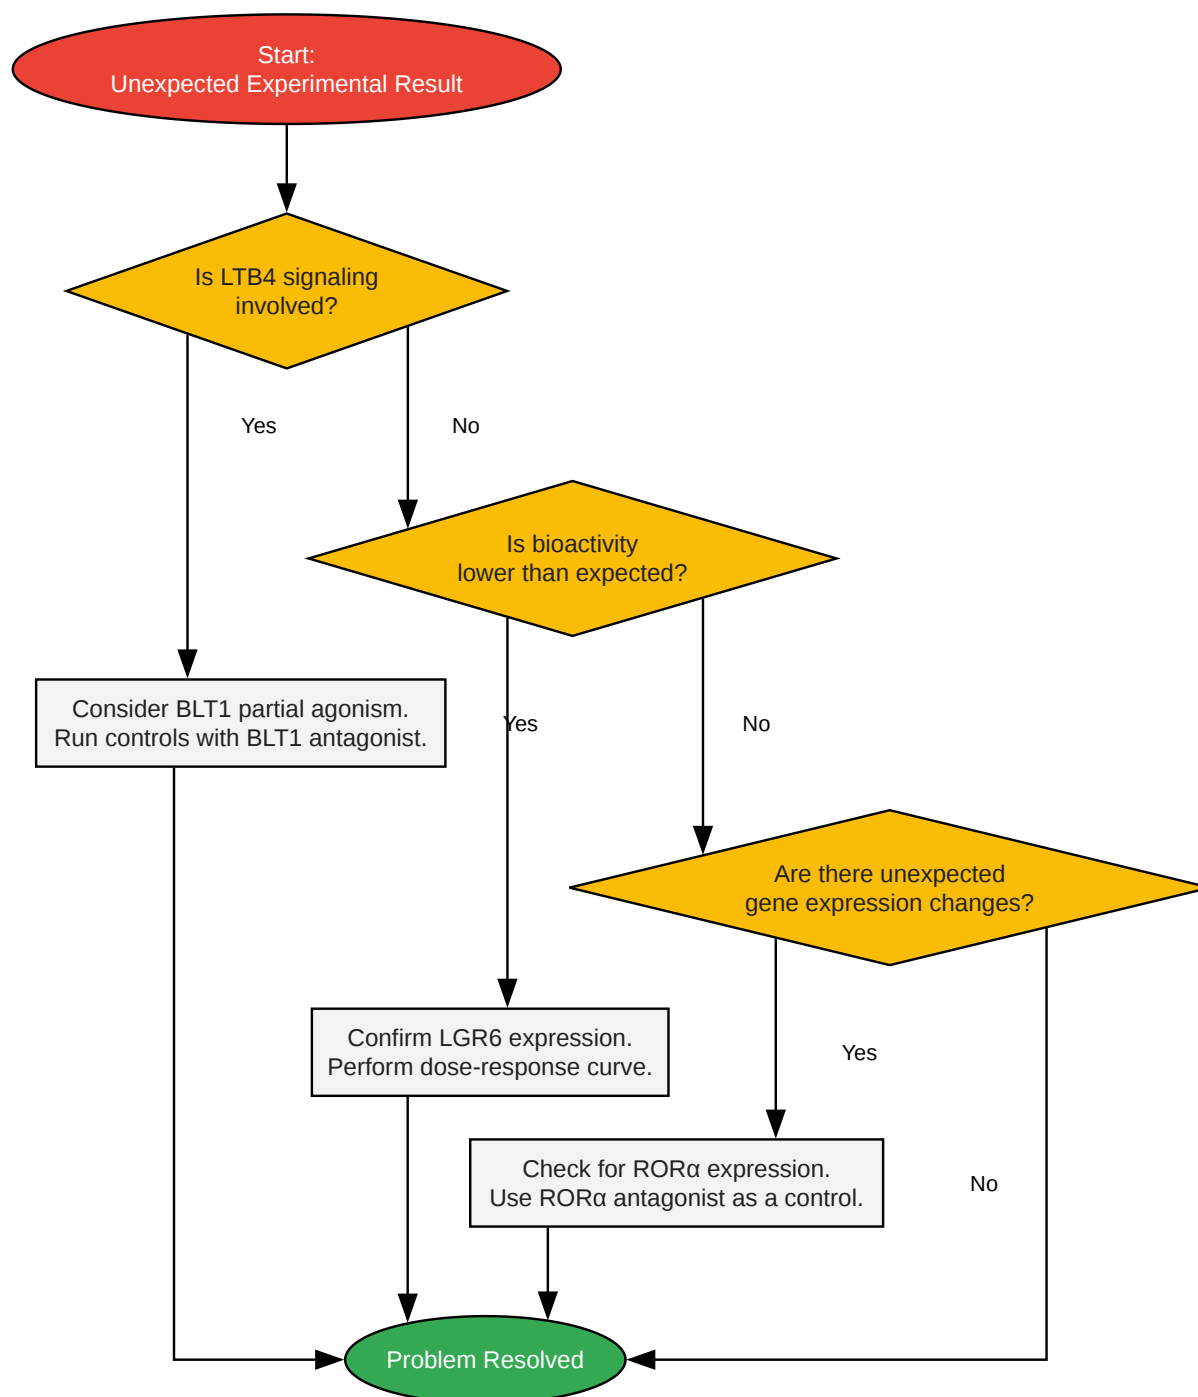 Start:
Unexpected Experimental Result
Is LTB4 signaling
involved?
Yes
No
Is bioactivity
lower than expected?
Consider BLT1 partial agonism.
Run controls with BLT1 antagonist.
Yes
No
Are there unexpected
gene expression changes?
Confirm LGR6 expression.
Perform dose-response curve.
Yes
Check for RORα expression.
Use RORα antagonist as a control.
No
Problem Resolved